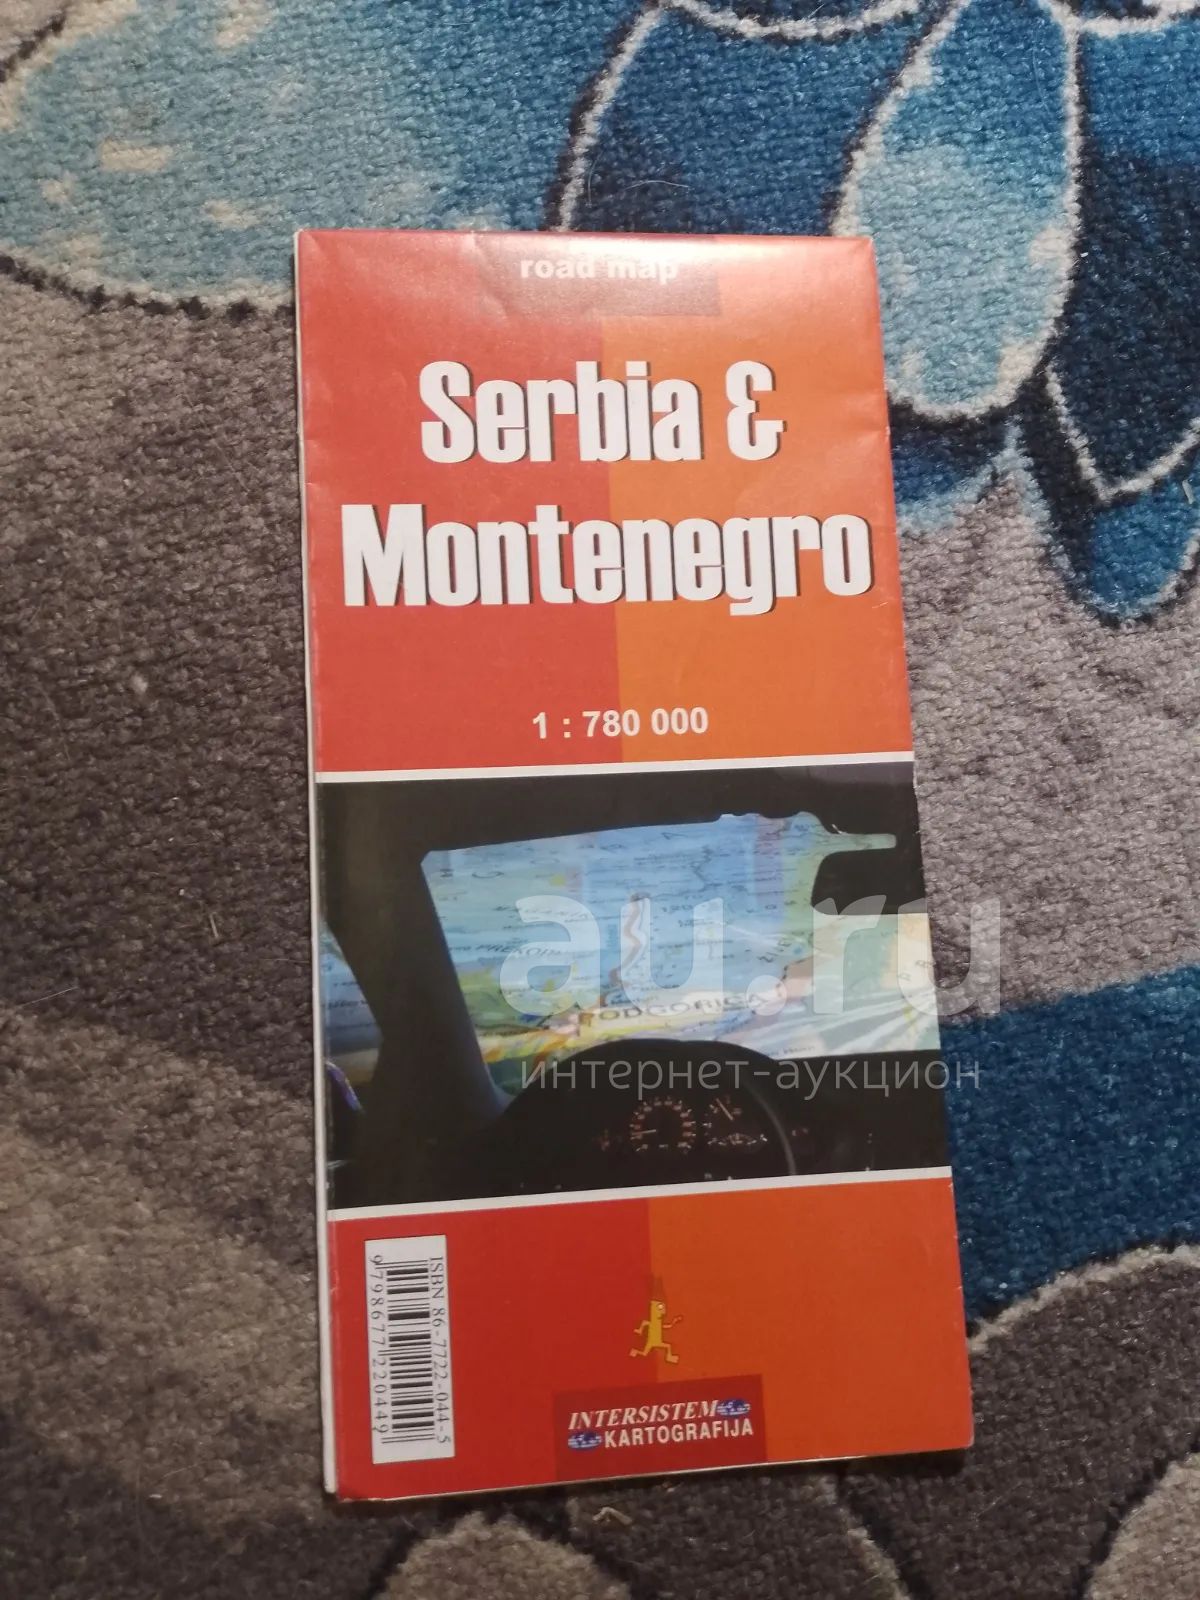 road map
Serbia &
Montenegro
1 : 780 000
PODGORICA
au.ru
интернет-аукцион
ISBN 86-7722-044-5
9798677220449
INTERSISTEM
KARTOGRAFIJA